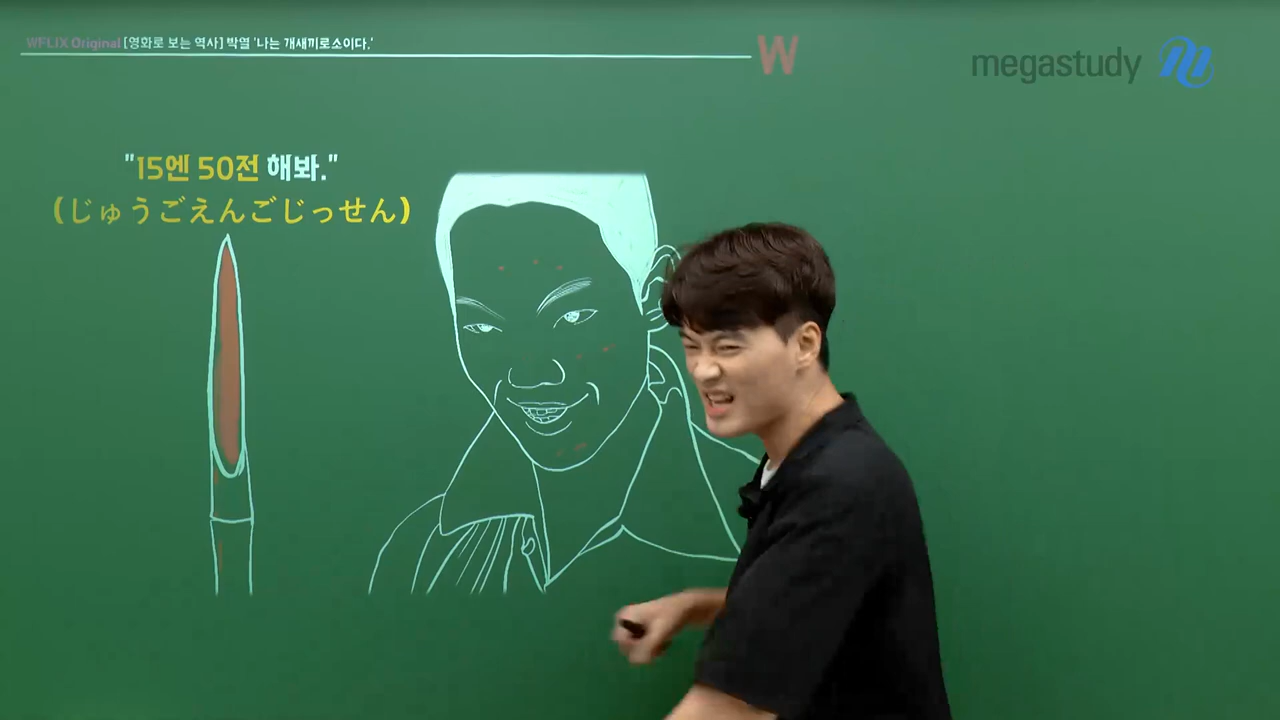 WFLIX Original [영화로 보는 역사] 박열 '나는 개새끼로소이다.'
W
megastudy
"15엔 50전 해봐."
(じゅうごえんごじっせん)